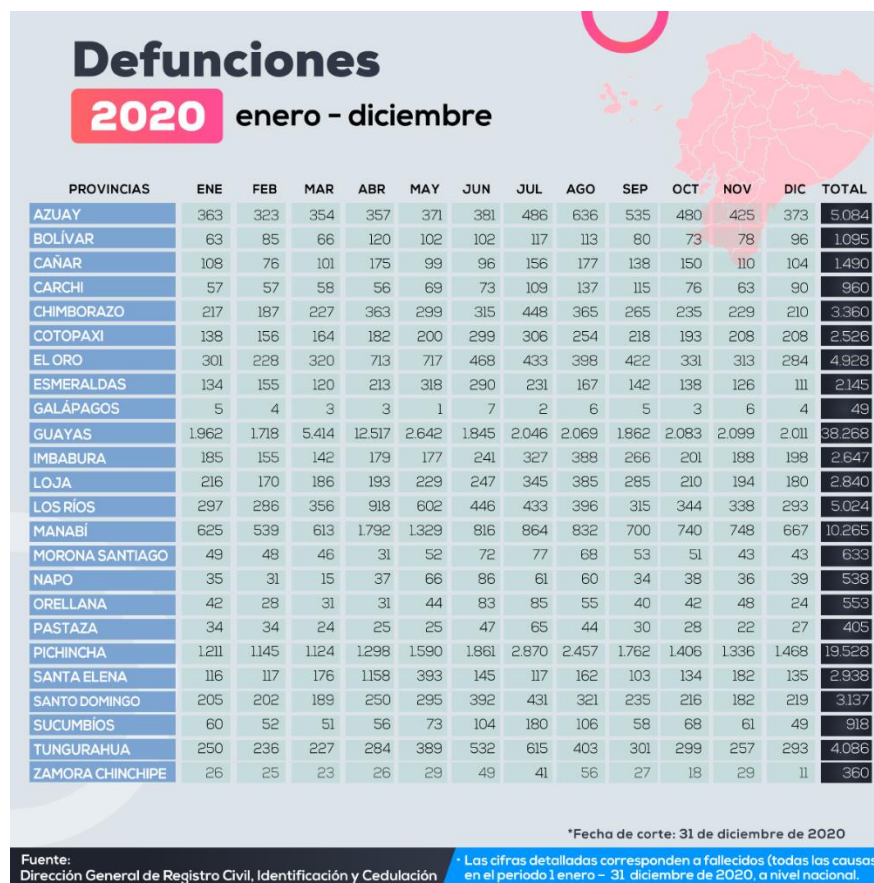 Defunciones
2020 enero - diciembre
PROVINCIAS ENE FEB MAR ABR MAY JUN JUL AGO SEP OCT NOV DIC TOTAL
AZUAY 363 323 354 357 371 381 486 636 535 480 425 373 5.084
BOLÍVAR 63 85 66 120 102 102 117 113 80 73 78 96 1.095
CAÑAR 108 76 101 175 99 96 156 177 138 150 110 104 1.490
CARCHI 57 57 58 56 69 73 109 137 115 76 63 90 960
CHIMBORAZO 217 187 227 363 299 315 448 365 265 235 229 210 3.360
COTOPAXI 138 156 164 182 200 299 306 254 218 193 208 208 2.526
EL ORO 301 228 320 713 717 468 433 398 422 331 313 284 4.928
ESMERALDAS 134 155 120 213 318 290 231 167 142 138 126 111 2.145
GALÁPAGOS 5 4 3 3 1 7 2 6 5 3 6 4 49
GUAYAS 1.962 1.718 5.414 12.517 2.642 1.845 2.046 2.069 1.862 2.083 2.099 2.011 38.268
IMBABURA 185 155 142 179 177 241 327 388 266 201 188 198 2.647
LOJA 216 170 186 193 229 247 345 385 285 210 194 180 2.840
LOS RÍOS 297 286 356 918 602 446 433 396 315 344 338 293 5.024
MANABÍ 625 539 613 1.792 1.329 816 864 832 700 740 748 667 10.265
MORONA SANTIAGO 49 48 46 31 52 72 77 68 53 51 43 43 633
NAPO 35 31 15 37 66 86 61 60 34 38 36 39 538
ORELLANA 42 28 31 31 44 83 85 55 40 42 48 24 553
PASTAZA 34 34 24 25 25 47 65 44 30 28 22 27 405
PICHINCHA 1.211 1.145 1.124 1.298 1.590 1.861 2.870 2.457 1.762 1.406 1.336 1.468 19.528
SANTA ELENA 116 117 176 1.158 393 145 117 162 103 134 182 135 2.938
SANTO DOMINGO 205 202 189 250 295 392 431 321 235 216 182 219 3.137
SUCUMBÍOS 60 52 51 56 73 104 180 106 58 68 61 49 918
TUNGURAHUA 250 236 227 284 389 532 615 403 301 299 257 293 4.086
ZAMORA CHINCHIPE 26 25 23 26 29 49 41 56 27 18 29 11 360
*Fecha de corte: 31 de diciembre de 2020
Fuente:
Dirección General de Registro Civil, Identificación y Cedulación
• Las cifras detalladas corresponden a fallecidos (todas las causas
en el periodo 1 enero – 31 diciembre de 2020, a nivel nacional.